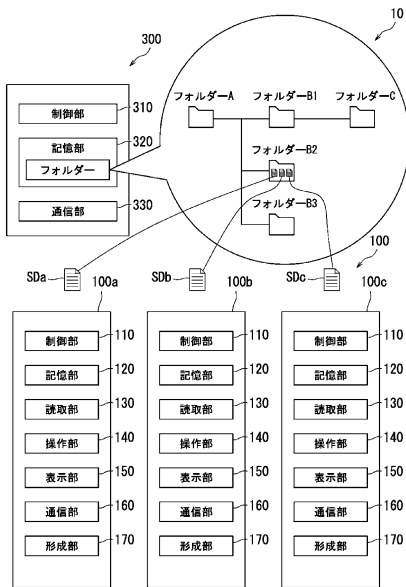 10
300
フォルダーA
フォルダーB1
フォルダーC
制御部
310
記憶部
320
フォルダー
フォルダーB2
通信部
330
フォルダーB3
100
SDa
SDb
SDc
100a
100b
100c
制御部
110
制御部
110
制御部
110
記憶部
120
記憶部
120
記憶部
120
読取部
130
読取部
130
読取部
130
操作部
140
操作部
140
操作部
140
表示部
150
表示部
150
表示部
150
通信部
160
通信部
160
通信部
160
形成部
170
形成部
170
形成部
170